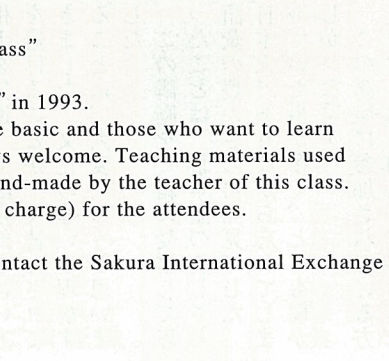 ass”
” in 1993.
e basic and those who want to learn
s welcome. Teaching materials used
nd-made by the teacher of this class.
charge) for the attendees.
ntact the Sakura International Exchange